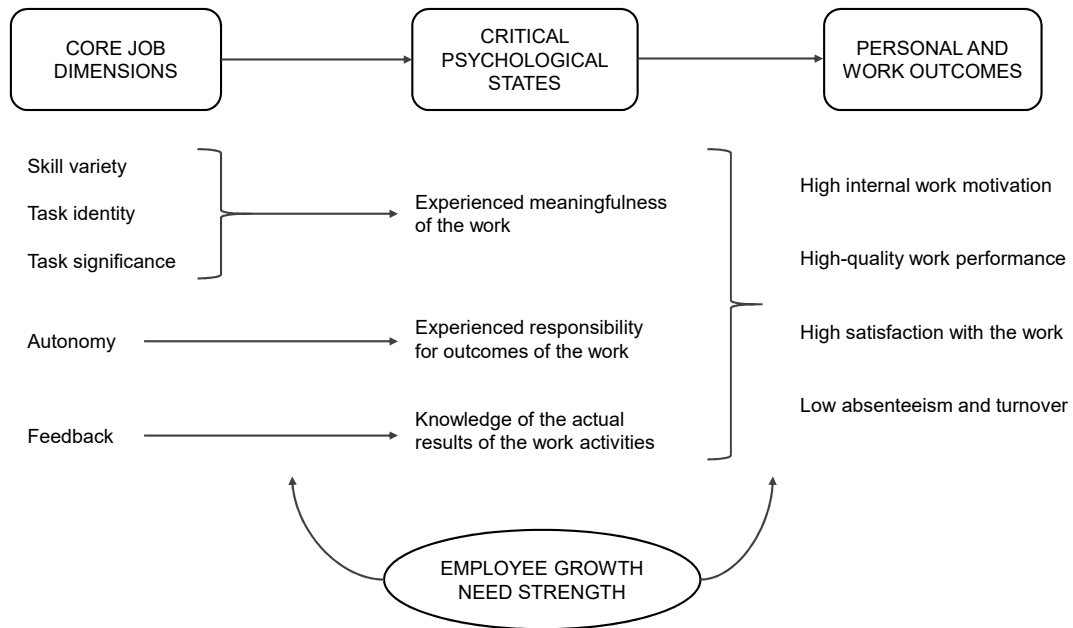 CORE JOB
DIMENSIONS
CRITICAL
PSYCHOLOGICAL
STATES
PERSONAL AND
WORK OUTCOMES
Skill variety
Task identity
Task significance
Experienced meaningfulness
of the work
Autonomy
Experienced responsibility
for outcomes of the work
Feedback
Knowledge of the actual
results of the work activities
High internal work motivation
High-quality work performance
High satisfaction with the work
Low absenteeism and turnover
EMPLOYEE GROWTH
NEED STRENGTH